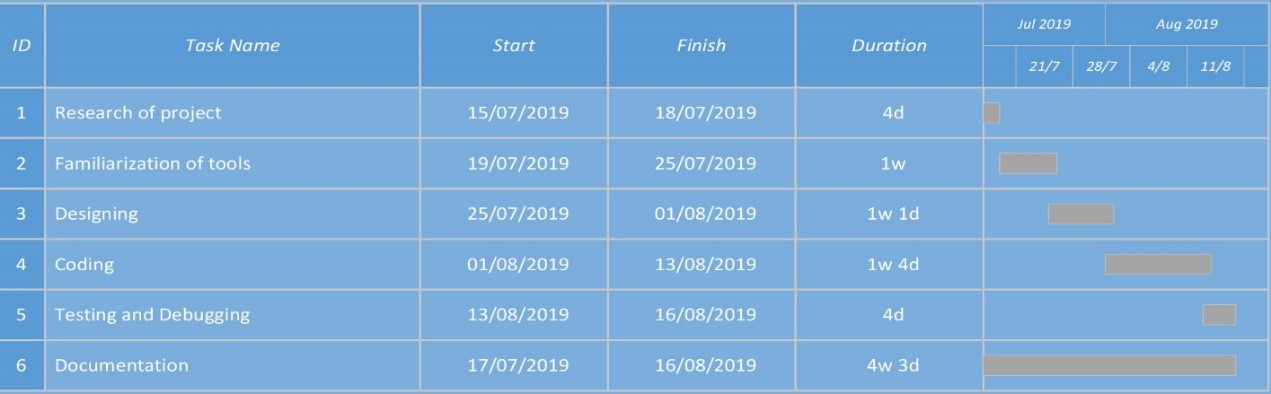 ID Task Name Start Finish Duration Jul 2019 Aug 2019
21/7 28/7 4/8 11/8
1 Research of project 15/07/2019 18/07/2019 4d
2 Familiarization of tools 19/07/2019 25/07/2019 1w
3 Designing 25/07/2019 01/08/2019 1w 1d
4 Coding 01/08/2019 13/08/2019 1w 4d
5 Testing and Debugging 13/08/2019 16/08/2019 4d
6 Documentation 17/07/2019 16/08/2019 4w 3d